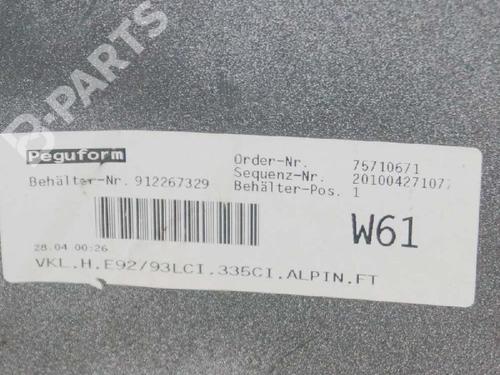 B-PARTS
Peguform
Order-Nr. 75710671
Sequenz-Nr. 201004271077
Behälter-Nr. 912267329 Behälter-Pos. 1
W61
28.04 00:26
VKL.H.E92/93LCI.335CI.ALPIN.FT